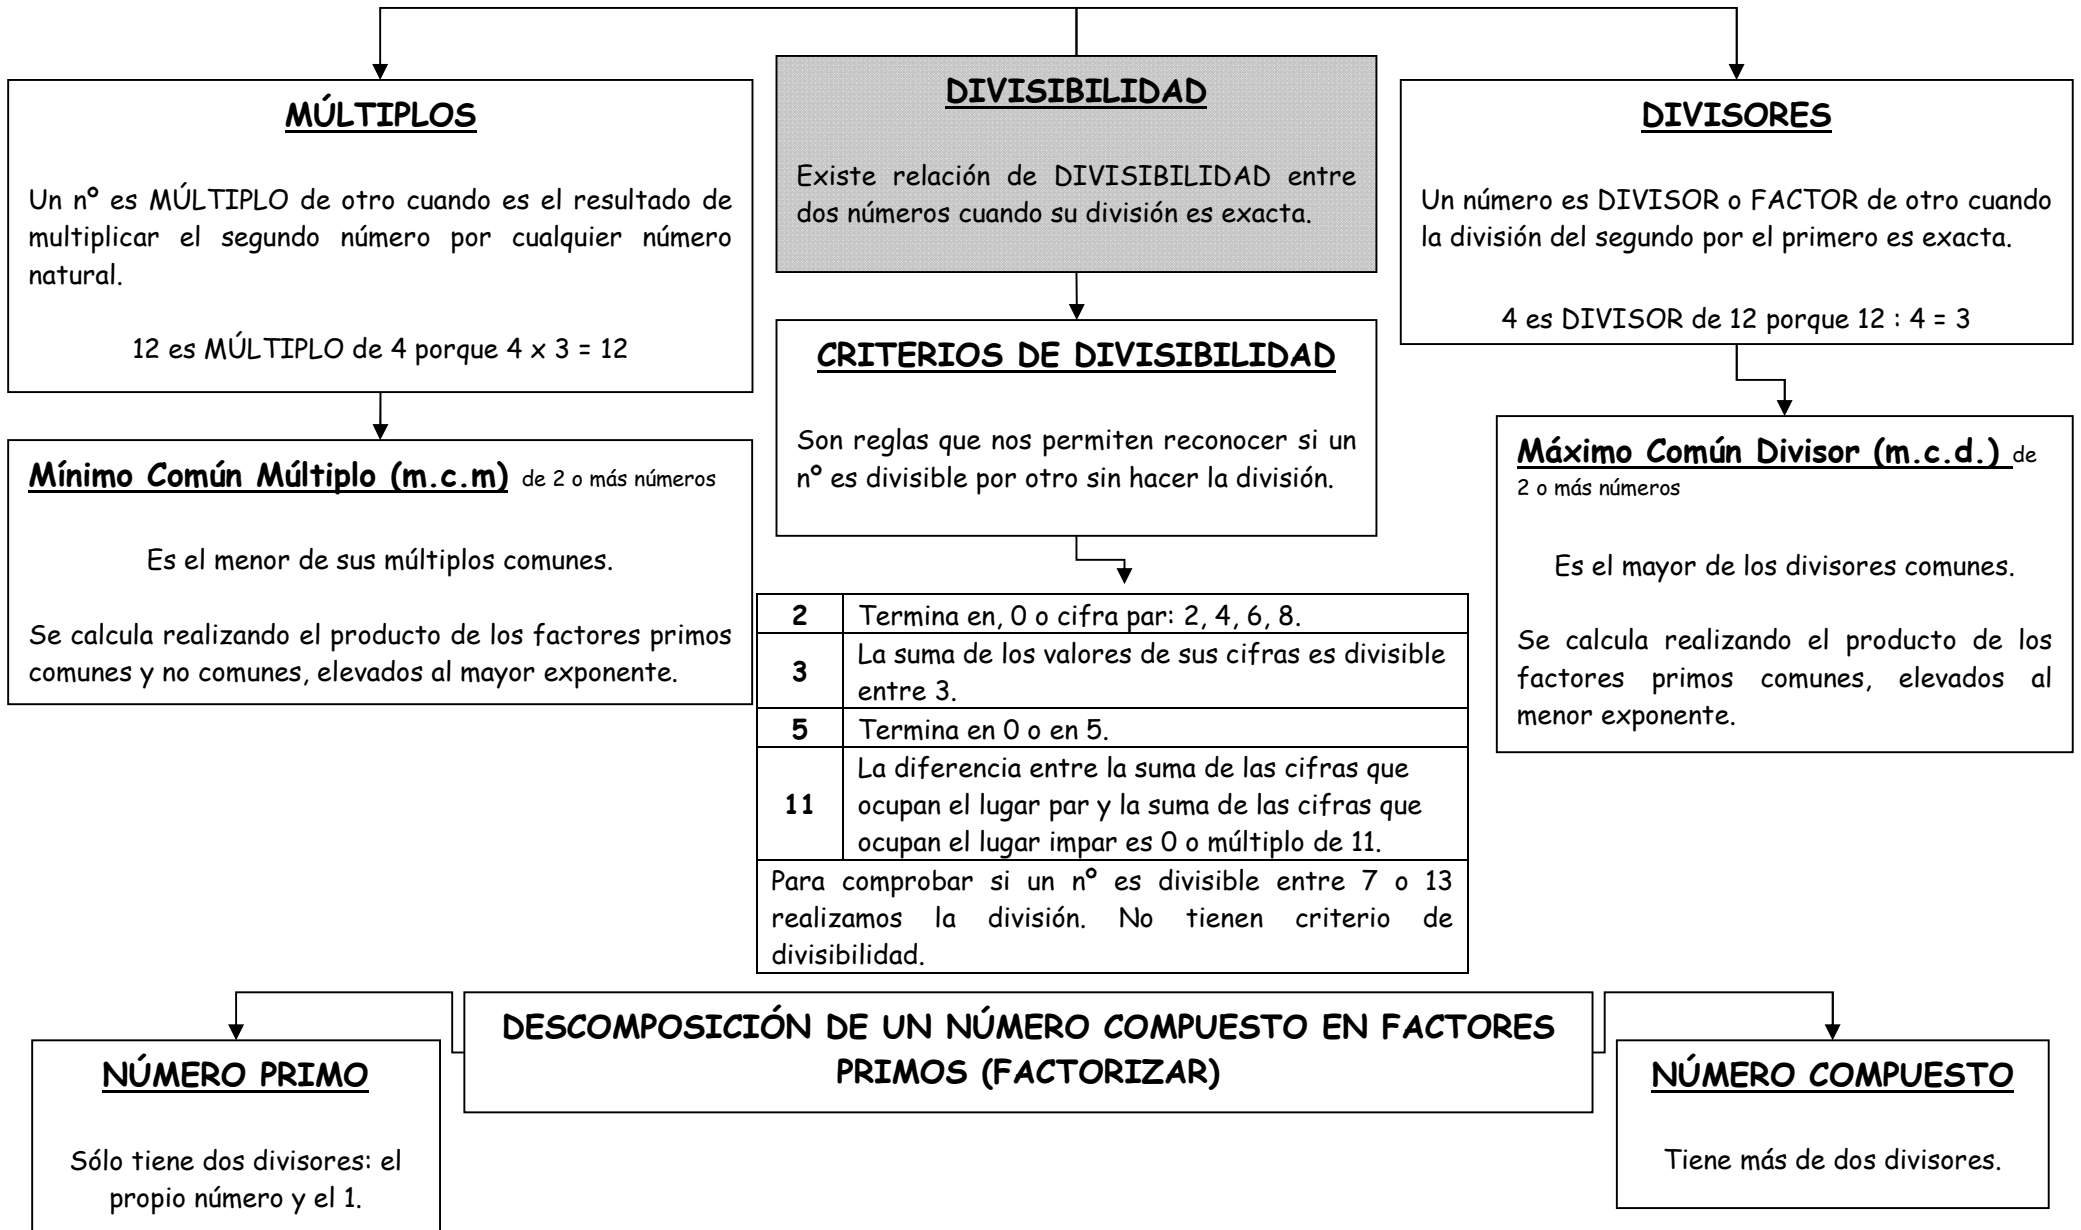 MÚLTIPLOS
Un nº es MÚLTIPLO de otro cuando es el resultado de
multiplicar el segundo número por cualquier número
natural.
12 es MÚLTIPLO de 4 porque 4 x 3 = 12
DIVISIBILIDAD
Existe relación de DIVISIBILIDAD entre
dos números cuando su división es exacta.
DIVISORES
Un número es DIVISOR o FACTOR de otro cuando
la división del segundo por el primero es exacta.
4 es DIVISOR de 12 porque 12 : 4 = 3
Mínimo Común Múltiplo (m.c.m) de 2 o más números
Es el menor de sus múltiplos comunes.
Se calcula realizando el producto de los factores primos
comunes y no comunes, elevados al mayor exponente.
CRITERIOS DE DIVISIBILIDAD
Son reglas que nos permiten reconocer si un
nº es divisible por otro sin hacer la división.
Máximo Común Divisor (m.c.d.) de
2 o más números
Es el mayor de los divisores comunes.
Se calcula realizando el producto de los
factores primos comunes, elevados al
menor exponente.
2 Termina en, 0 o cifra par: 2, 4, 6, 8.
3 La suma de los valores de sus cifras es divisible
entre 3.
5 Termina en 0 o en 5.
11 La diferencia entre la suma de las cifras que
ocupan el lugar par y la suma de las cifras que
ocupan el lugar impar es 0 o múltiplo de 11.
Para comprobar si un nº es divisible entre 7 o 13
realizamos la división. No tienen criterio de
divisibilidad.
DESCOMPOSICIÓN DE UN NÚMERO COMPUESTO EN FACTORES
PRIMOS (FACTORIZAR)
NÚMERO PRIMO
Sólo tiene dos divisores: el
propio número y el 1.
NÚMERO COMPUESTO
Tiene más de dos divisores.